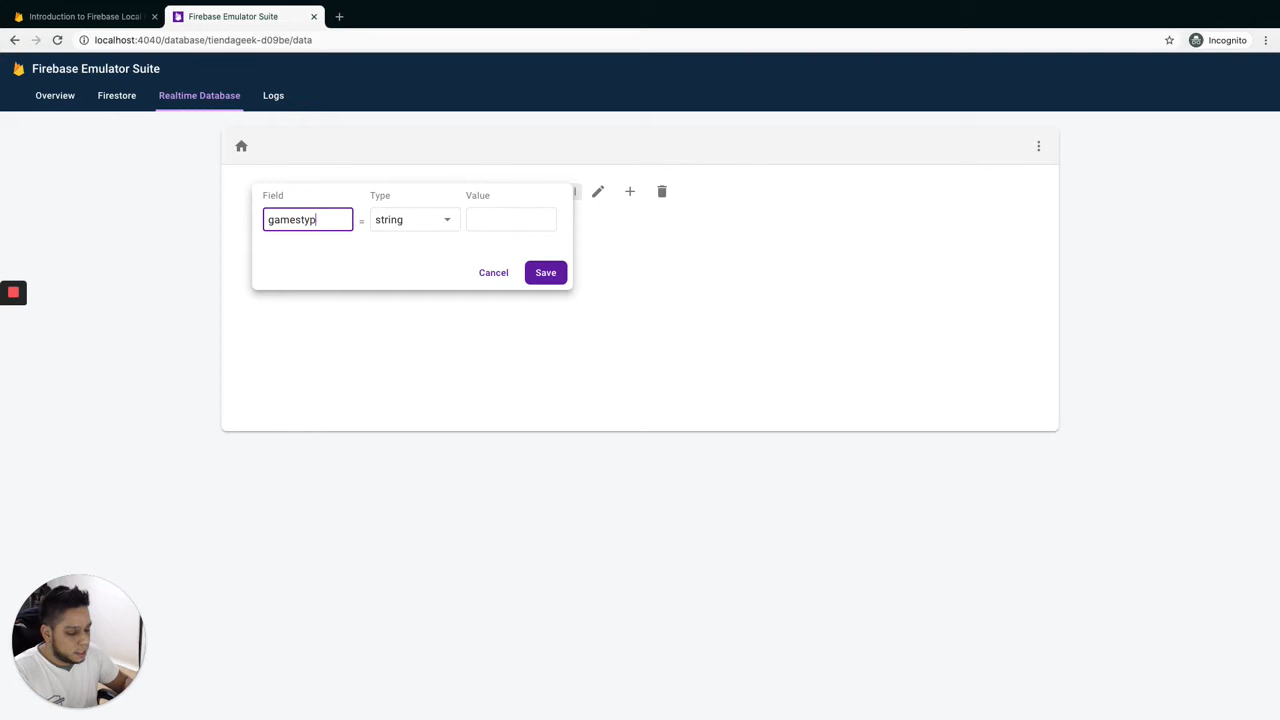 Introduction to Firebase Local
Firebase Emulator Suite
localhost:4040/database/tiendageek-d09be/data
Incognito
Firebase Emulator Suite
Overview
Firestore
Realtime Database
Logs
Field
Type
Value
gamestyp
=
string
Cancel
Save